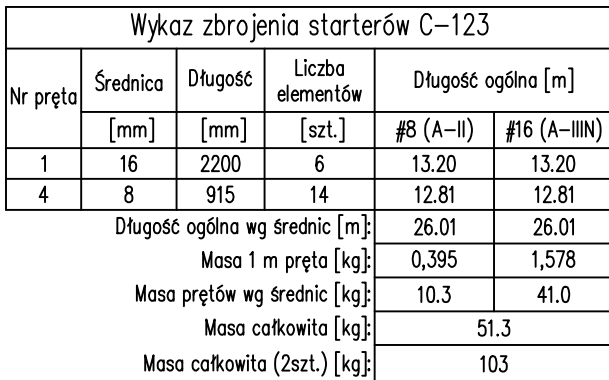 Wykaz zbrojenia starterów C-123
Nr pręta Średnica Długość Liczba elementów Długość ogólna [m]
[mm] [mm] [szt.] #8 (A-II) #16 (A-IIIN)
1 16 2200 6 13.20 13.20
4 8 915 14 12.81 12.81
Długość ogólna wg średnic [m]: 26.01 26.01
Masa 1 m pręta [kg]: 0,395 1,578
Masa prętów wg średnic [kg]: 10.3 41.0
Masa całkowita [kg]: 51.3
Masa całkowita (2szt.) [kg]: 103